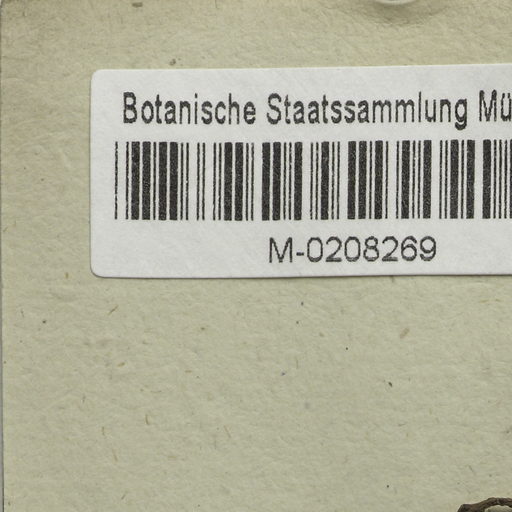 Botanische Staatssammlung Mü
M-0208269